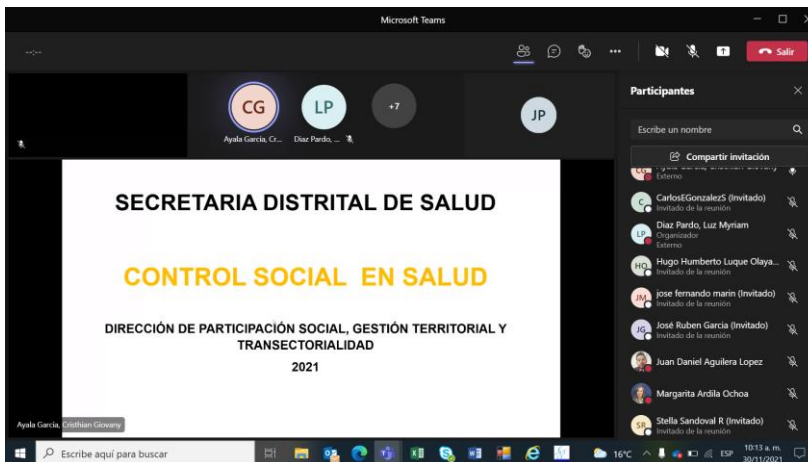 Microsoft Teams
--:--
Salir
CG
LP
+7
JP
Ayala Garcia, Cr...
Diaz Pardo, ...
SECRETARIA DISTRITAL DE SALUD
CONTROL SOCIAL EN SALUD
DIRECCIÓN DE PARTICIPACIÓN SOCIAL, GESTIÓN TERRITORIAL Y
TRANSECTORIALIDAD
2021
Ayala Garcia, Cristhian Giovany
Participantes
Escribe un nombre
Compartir invitación
Externo
C
CarlosEGonzalezS (Invitado)
Invitado de la reunión
LP
Diaz Pardo, Luz Myriam
Organizador
Externo
HO
Hugo Humberto Luque Olaya...
Invitado de la reunión
JM
jose fernando marin (Invitado)
Invitado de la reunión
JG
José Ruben Garcia (Invitado)
Invitado de la reunión
Juan Daniel Aguilera Lopez
Margarita Ardila Ochoa
SR
Stella Sandoval R (Invitado)
Invitado de la reunión
Escribe aquí para buscar
16°C
ESP
10:13 a. m.
30/11/2021